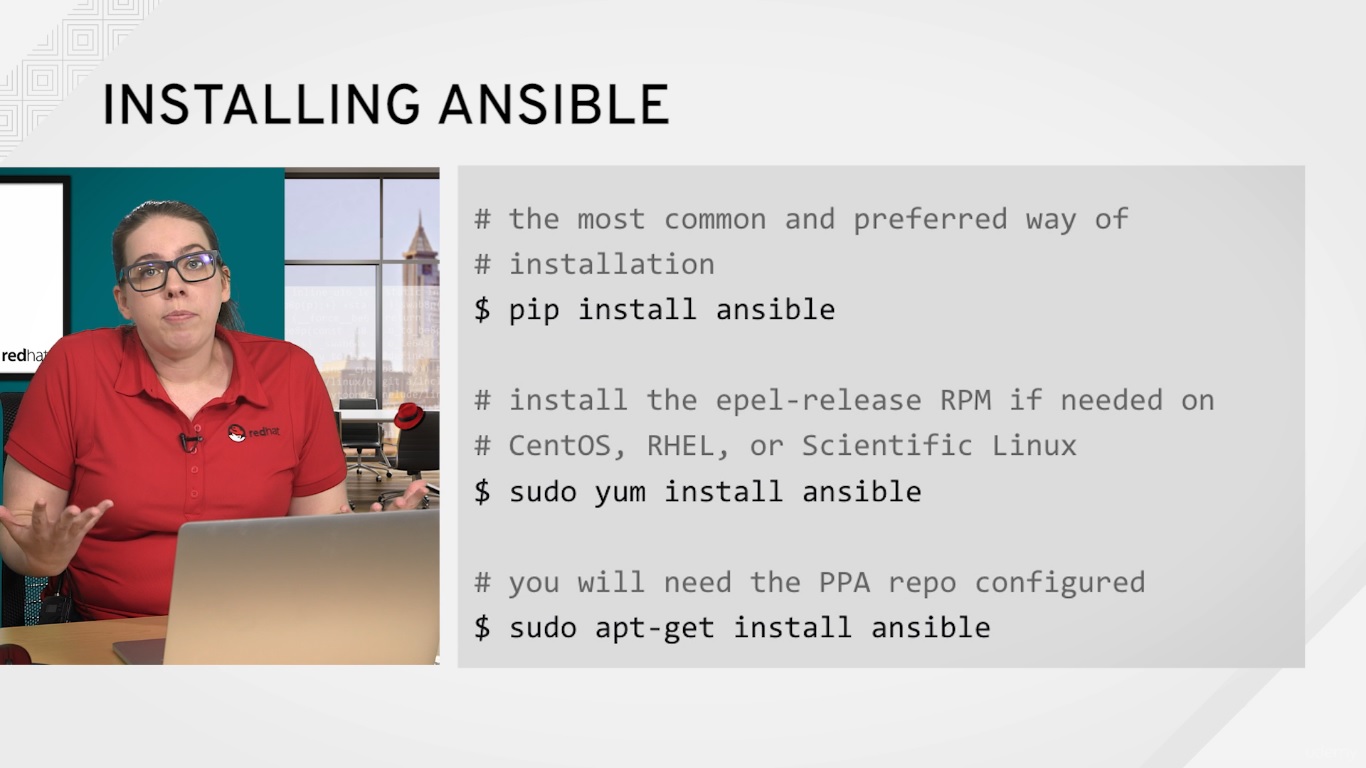 INSTALLING ANSIBLE
redhat
redhat
# the most common and preferred way of
# installation
$ pip install ansible
# install the epel-release RPM if needed on
# CentOS, RHEL, or Scientific Linux
$ sudo yum install ansible
# you will need the PPA repo configured
$ sudo apt-get install ansible